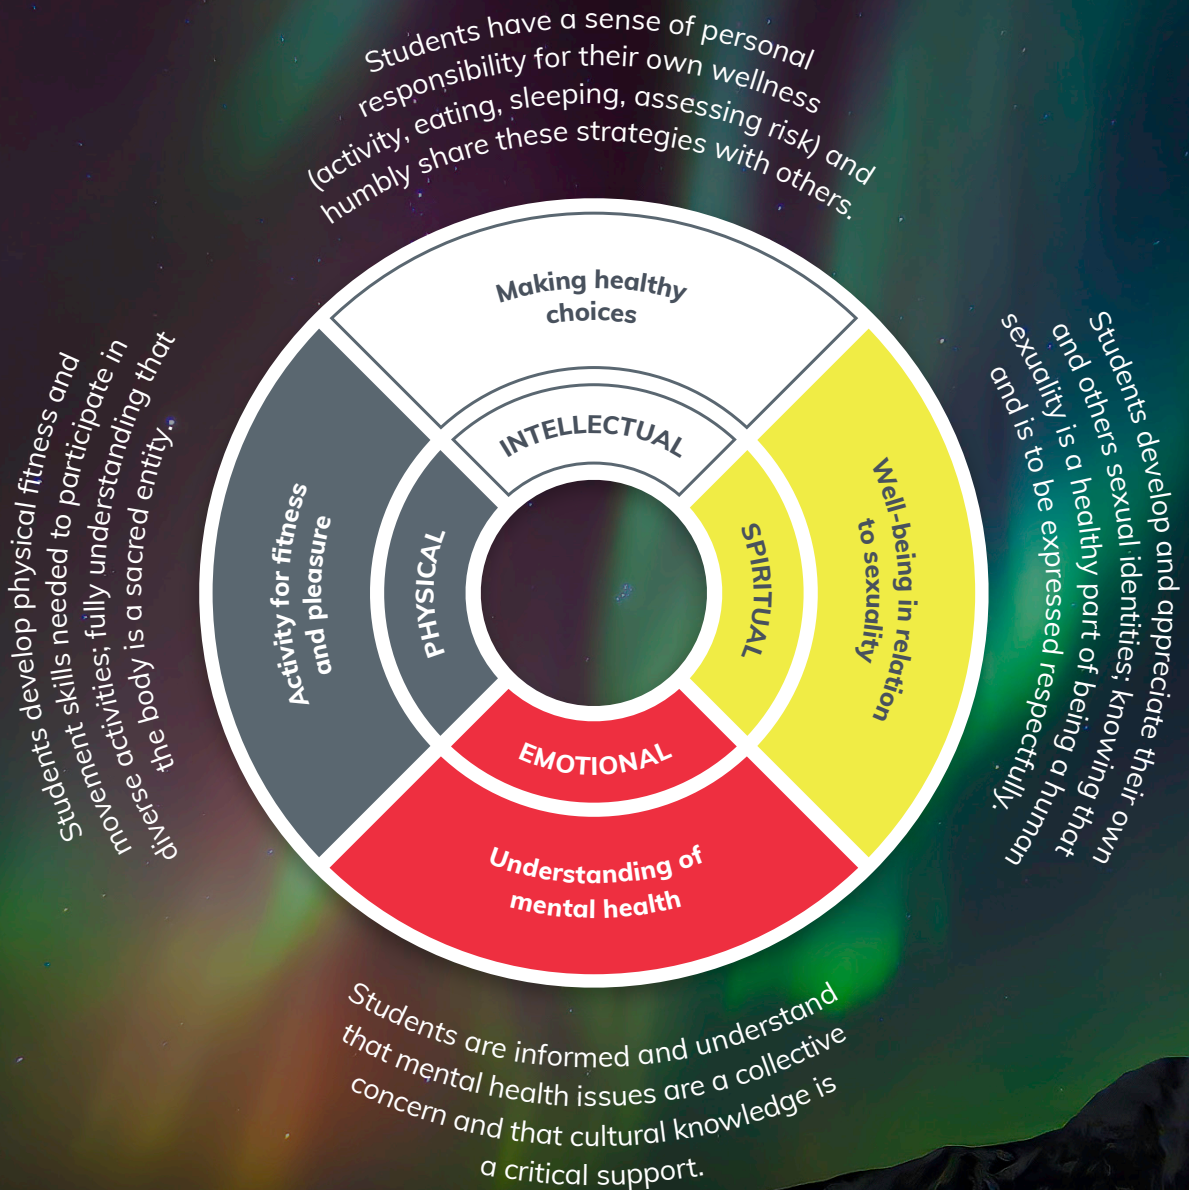 Students have a sense of personal
responsibility for their own wellness
(activity, eating, sleeping, assessing risk) and
humbly share these strategies with others.
Making healthy
choices
INTELLECTUAL
Students develop and appreciate their own
and others sexual identities; knowing that
sexuality is a healthy part of being a human
and is to be expressed respectfully.
Well-being in relation
to sexuality
SPIRITUAL
EMOTIONAL
Understanding of
mental health
Students are informed and understand
that mental health issues are a collective
concern and that cultural knowledge is
a critical support.
Students develop physical fitness and
movement skills needed to participate in
diverse activities; fully understanding that
the body is a sacred entity.
Activity for fitness
and pleasure
PHYSICAL